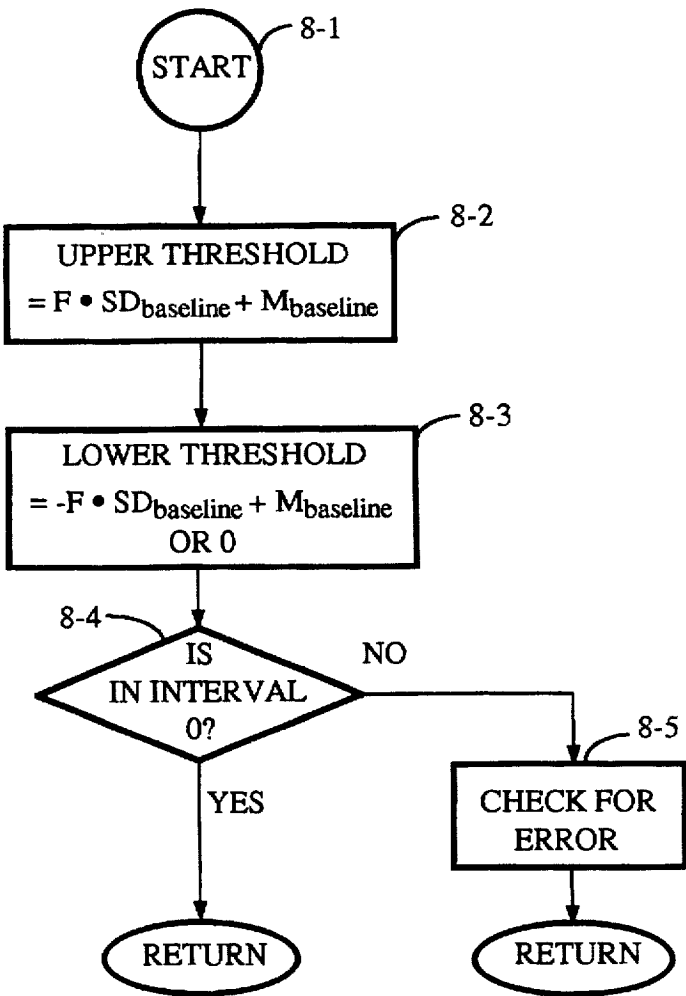 8-1
START
8-2
UPPER THRESHOLD
= F • SDbaseline + Mbaseline
8-3
LOWER THRESHOLD
= -F • SDbaseline + Mbaseline
OR 0
8-4
IS
IN INTERVAL
0?
NO
8-5
YES
CHECK FOR
ERROR
RETURN
RETURN